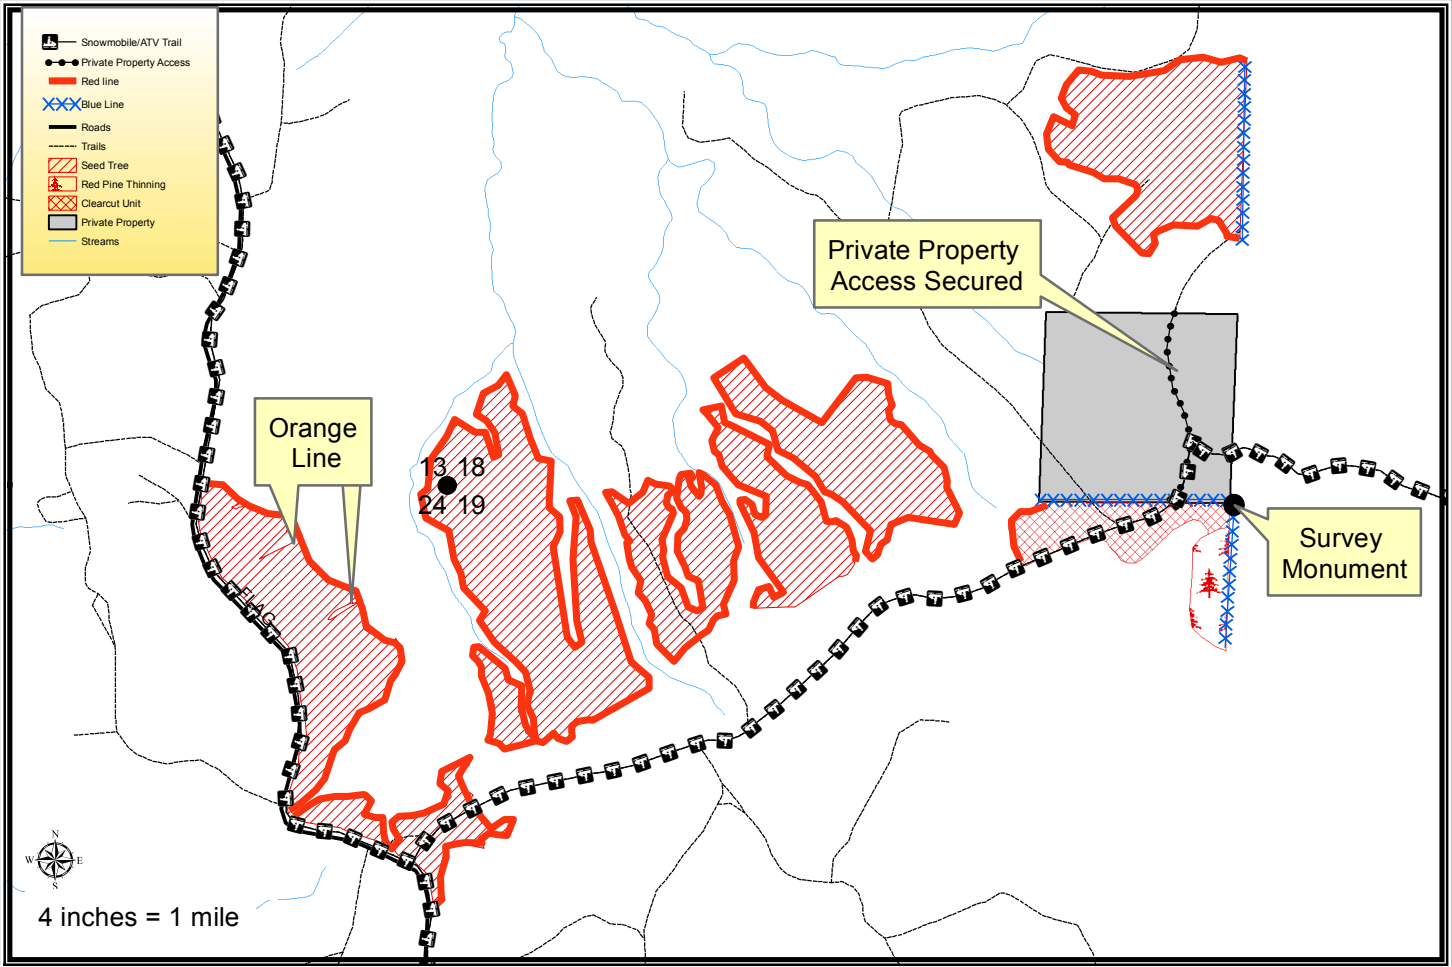 Snowmobile/ATV Trail
Private Property Access
Red line
Blue Line
Roads
Trails
Seed Tree
Red Pine Thinning
Clearcut Unit
Private Property
Streams
Private Property
Access Secured
Orange
Line
13 18
24 19
Survey
Monument
FLAG
N
W E
S
4 inches = 1 mile